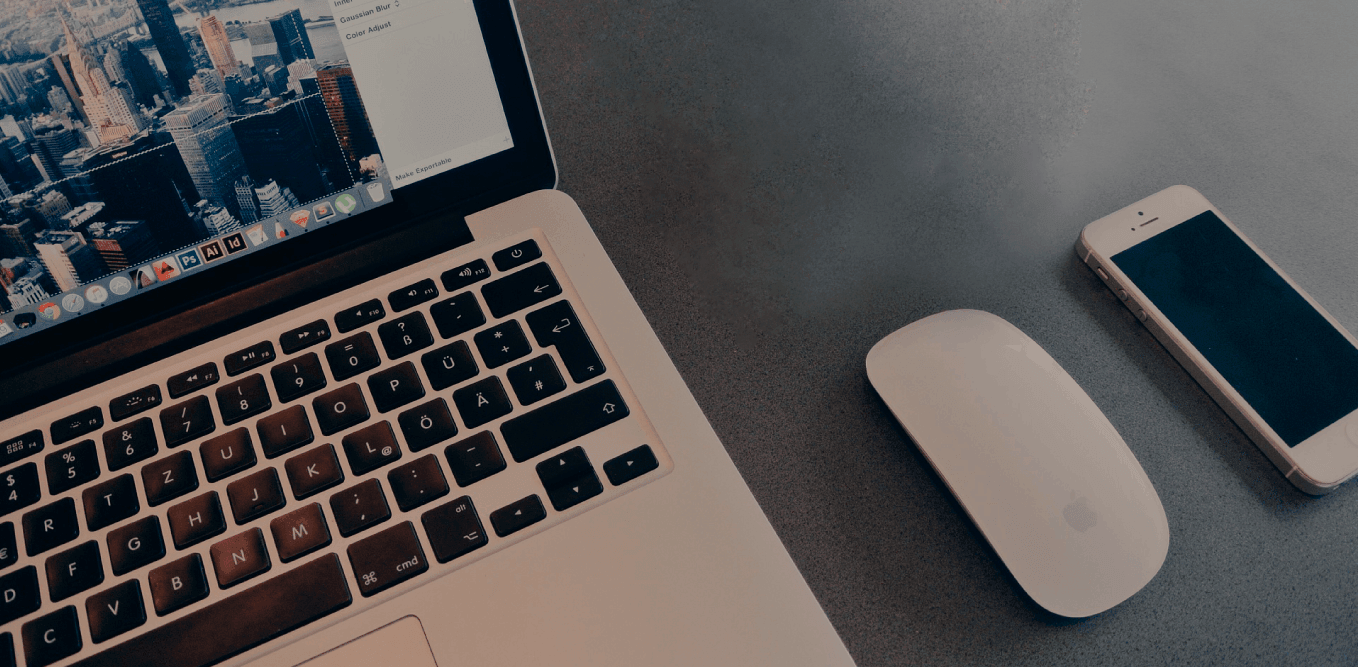 Gaussian Blur
Color Adjust
Make Exportable
Ps Ai Id
F4 F5 F6 F7 F8 F9 F10 F11 F12
$ 4 % 5 & 6 / 7 ( 8 ) 9 = 0 ? ß ` ´
R T Z U I O P Ü * +
D F G H J K L @ Ö Ä ' #
C V B N M ; , : . _ -
cmd alt